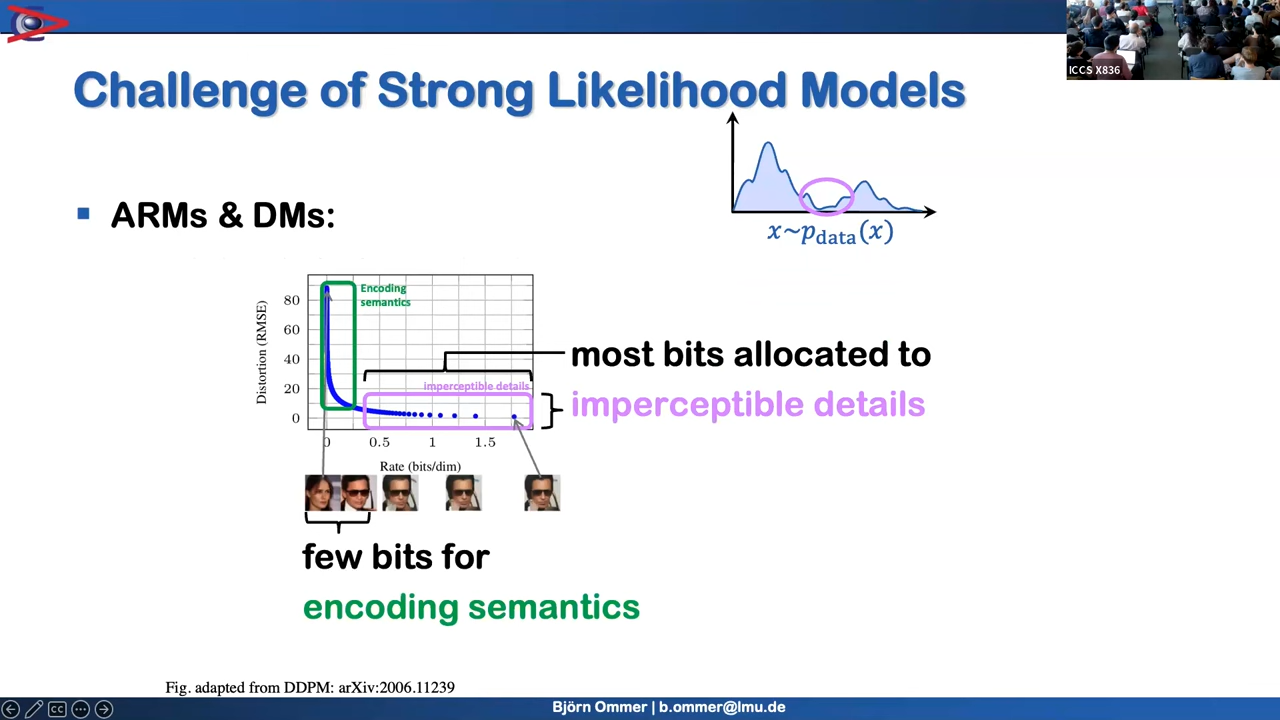 ICCS X836
Challenge of Strong Likelihood Models
ARMs & DMs:
x~p_data(x)
Encoding
semantics
80
60
40
20
0
Distortion (RMSE)
imperceptible details
0 0.5 1 1.5
Rate (bits/dim)
most bits allocated to
imperceptible details
few bits for
encoding semantics
Fig. adapted from DDPM: arXiv:2006.11239
CC
Björn Ommer | b.ommer@lmu.de